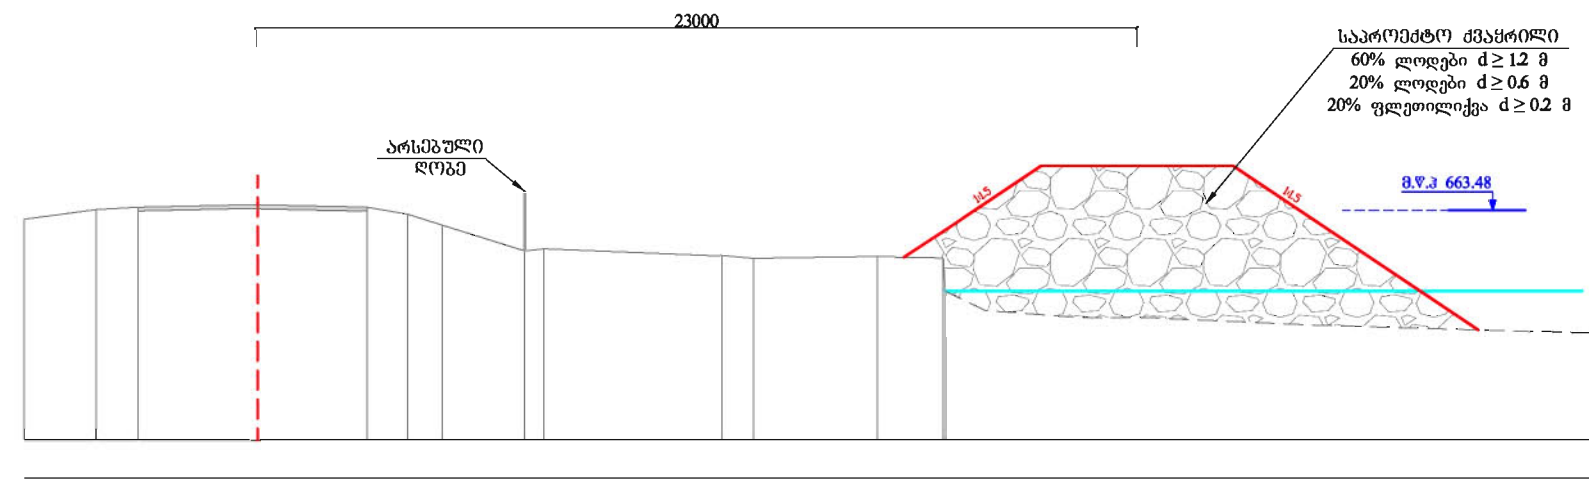 23000
საპროექტო ქვაყრილი
60% ლოდები d ≥ 1.2 მ
20% ლოდები d ≥ 0.6 მ
20% ფლეთილიქვა d ≥ 0.2 მ
არსებული
ღობე
1:1.5
1:1.5
მ.წ.ჰ 663.48